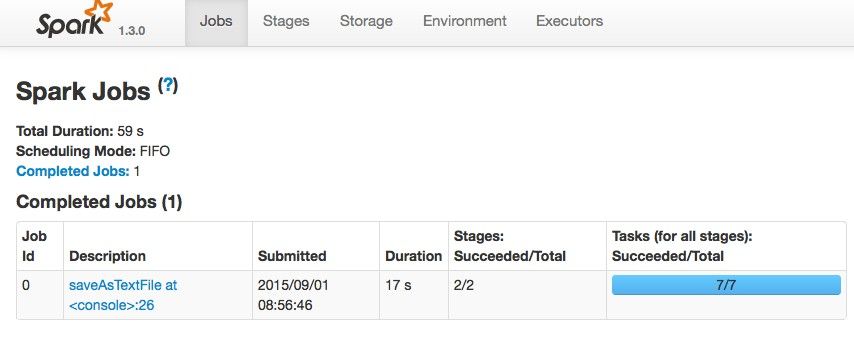 Spark 1.3.0 Jobs Stages Storage Environment Executors
Spark Jobs (?)
Total Duration: 59 s
Scheduling Mode: FIFO
Completed Jobs: 1
Completed Jobs (1)
Job Id Description Submitted Duration Stages: Succeeded/Total Tasks (for all stages): Succeeded/Total
0 saveAsTextFile at <console>:26 2015/09/01 08:56:46 17 s 2/2 7/7